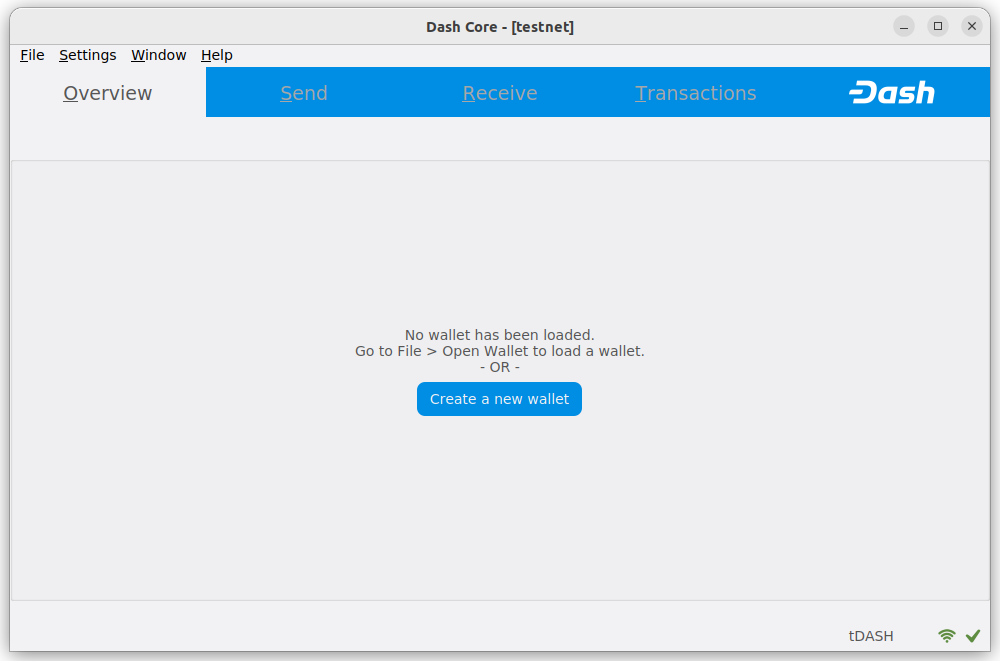 Dash Core - [testnet]
File Settings Window Help
Overview Send Receive Transactions Dash
No wallet has been loaded.
Go to File > Open Wallet to load a wallet.
- OR -
Create a new wallet
tDASH